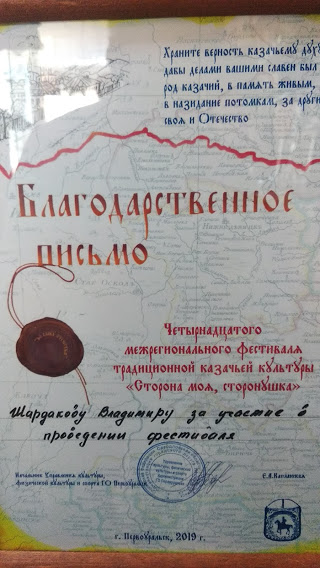 Храните верность казачьему духу
дабы делами вашими славен был
род казачий, в память живым,
в назидание потомкам, за други
своя и Отечество
Благодарственное
письмо
Четырнадцатого
межрегионального фестиваля
традиционной казачьей культуры
«Сторона моя, сторонушка»
Шардакову Владимиру за участие в
проведении фестиваля
Начальник Управления культуры,
физической культуры и спорта ГО Первоуральск
г. Первоуральск, 2019 г.